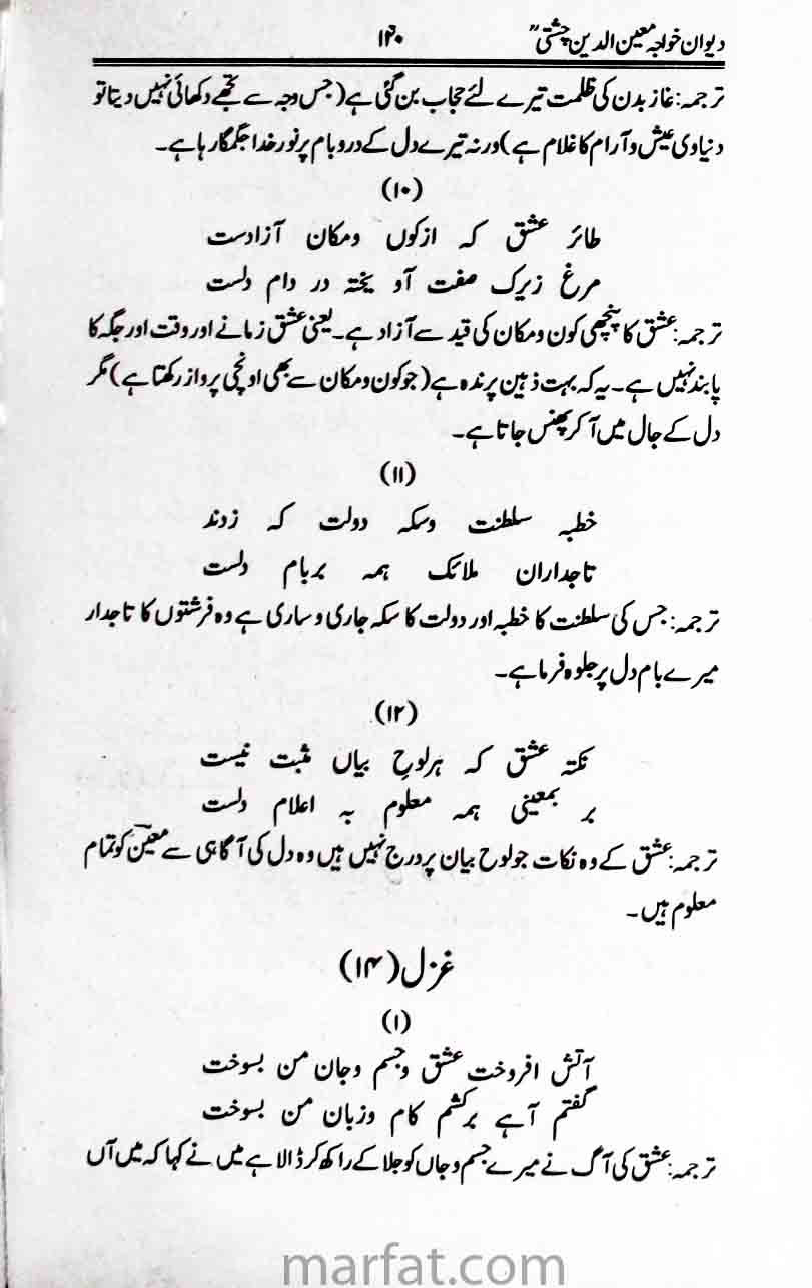 دیوان خواجہ معین الدین چشتیؒ ۱۴۰
ترجمہ: غاز بدن کی ظلمت تیرے لئے حجاب بن گئی ہے (جس وجہ سے تجھے دکھائی نہیں دیتا تو
دنیاوی عیش و آرام کا غلام ہے) ورنہ تیرے دل کے در و بام پر نور خدا جگمگا رہا ہے۔
(۱۰)
طائر عشق کہ ازکوں ومکان آزادست
مرغ زیرک صفت آو یختہ در دام دلست
ترجمہ: عشق کا پنچھی کون ومکان کی قید سے آزاد ہے۔ یعنی عشق زمانے اور وقت اور جگہ کا
پابند نہیں ہے۔ یہ کہ بہت ذہین پرندہ ہے (جو کون ومکان سے بھی اونچی پرواز رکھتا ہے) مگر
دل کے جال میں آ کر پھنس جاتا ہے۔
(۱۱)
خطبہ سلطنت وسکہ دولت کہ زدند
تاجداران ملائک ہمہ بربام دلست
ترجمہ: جس کی سلطنت کا خطبہ اور دولت کا سکہ جاری و ساری ہے وہ فرشتوں کا تاجدار
میرے بام دل پر جلوہ فرما ہے۔
(۱۲)
نکتہ عشق کہ ہرلوح بیاں مثبت نیست
بر بمعینی ہمہ معلوم بہ اعلام دلست
ترجمہ: عشق کے وہ نکات جو لوح بیان پر درج نہیں ہیں وہ دل کی آگاہی سے معین کو تمام
معلوم ہیں۔
غزل (۱۴)
(۱)
آتش افروخت عشق وجسم وجان من بسوخت
گفتم آہے برکشم کام وزبان من بسوخت
ترجمہ: عشق کی آگ نے میرے جسم و جاں کو جلا کے راکھ کر ڈالا ہے میں نے کہا کہ میں آں
marfat.com